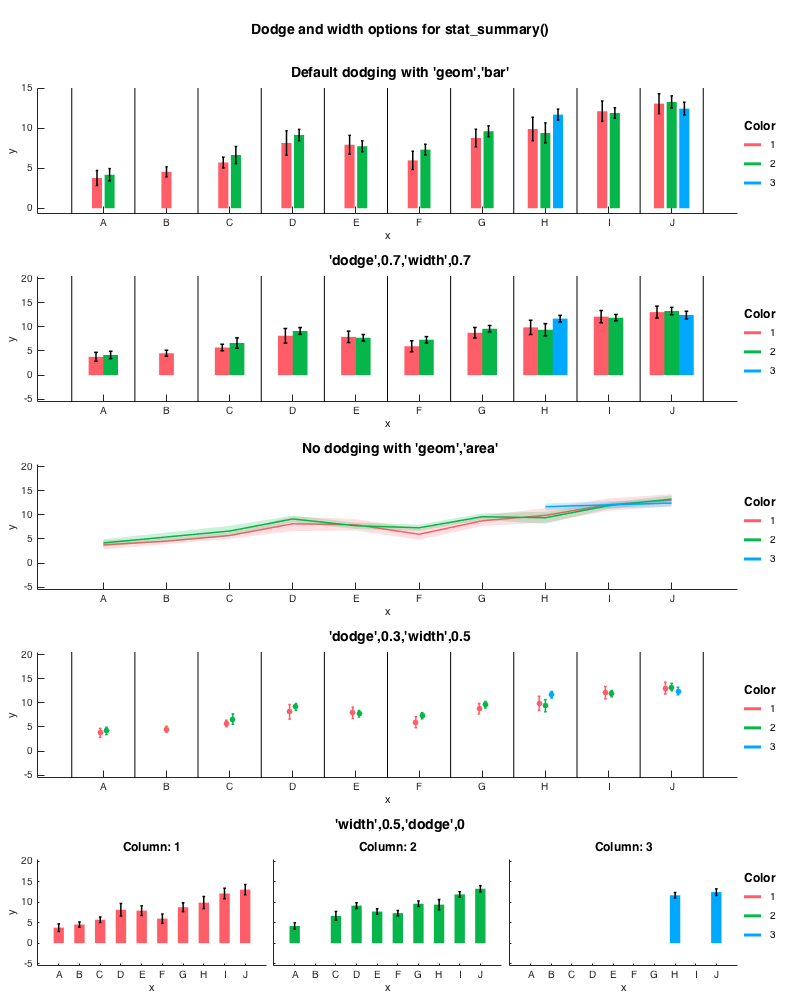 Dodge and width options for stat_summary()
Default dodging with 'geom','bar'
15
10
5
0
y
A B C D E F G H I J
x
Color
1
2
3
'dodge',0.7,'width',0.7
20
15
10
5
0
-5
y
A B C D E F G H I J
x
Color
1
2
3
No dodging with 'geom','area'
20
15
10
5
0
-5
y
A B C D E F G H I J
x
Color
1
2
3
'dodge',0.3,'width',0.5
20
15
10
5
0
-5
y
A B C D E F G H I J
x
Color
1
2
3
'width',0.5,'dodge',0
Column: 1 Column: 2 Column: 3
20
15
10
5
0
-5
y
A B C D E F G H I J A B C D E F G H I J A B C D E F G H I J
x x x
Color
1
2
3